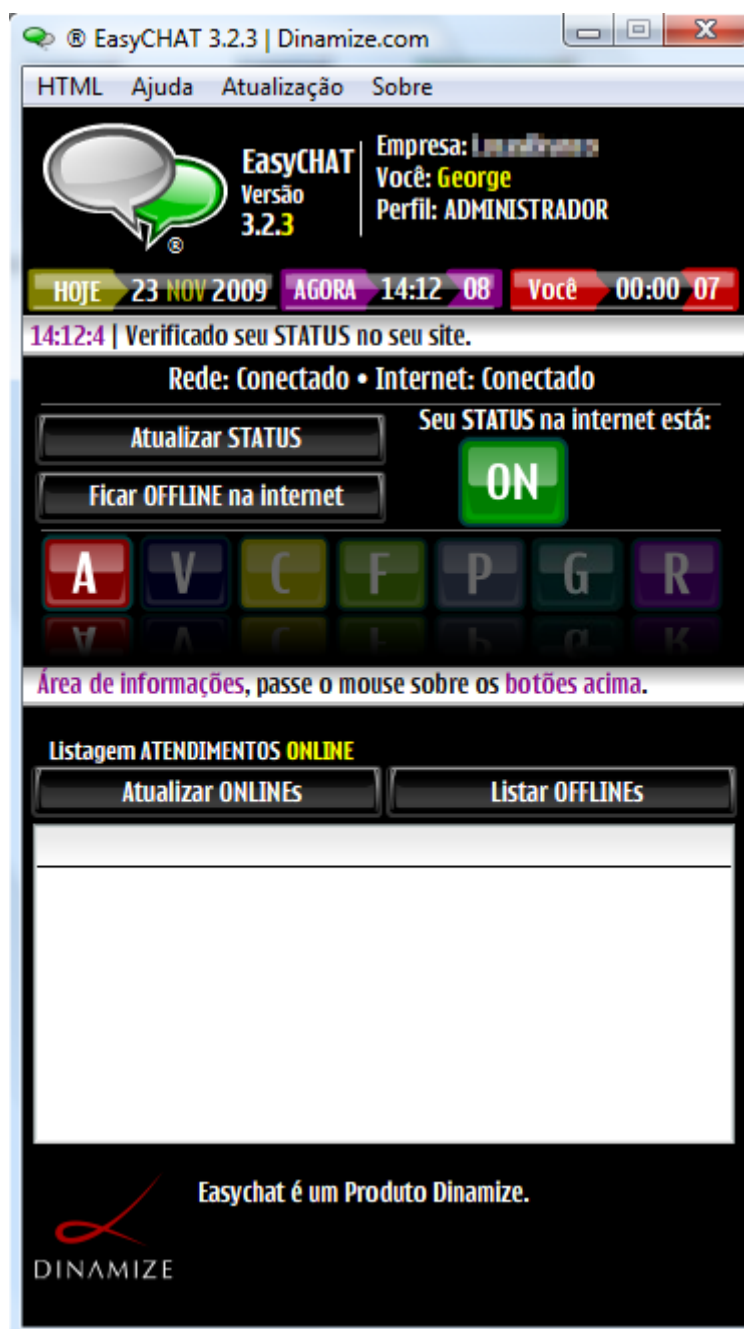 ® EasyCHAT 3.2.3 | Dinamize.com
HTML Ajuda Atualização Sobre
EasyCHAT
Versão
3.2.3
®
Empresa:
Você: George
Perfil: ADMINISTRADOR
HOJE 23 NOV 2009 AGORA 14:12 08 Você 00:00 07
14:12:4 | Verificado seu STATUS no seu site.
Rede: Conectado • Internet: Conectado
Atualizar STATUS
Ficar OFFLINE na internet
Seu STATUS na internet está:
ON
A V C F P G R
Área de informações, passe o mouse sobre os botões acima.
Listagem ATENDIMENTOS ONLINE
Atualizar ONLINEs Listar OFFLINEs
Easychat é um Produto Dinamize.
DINAMIZE